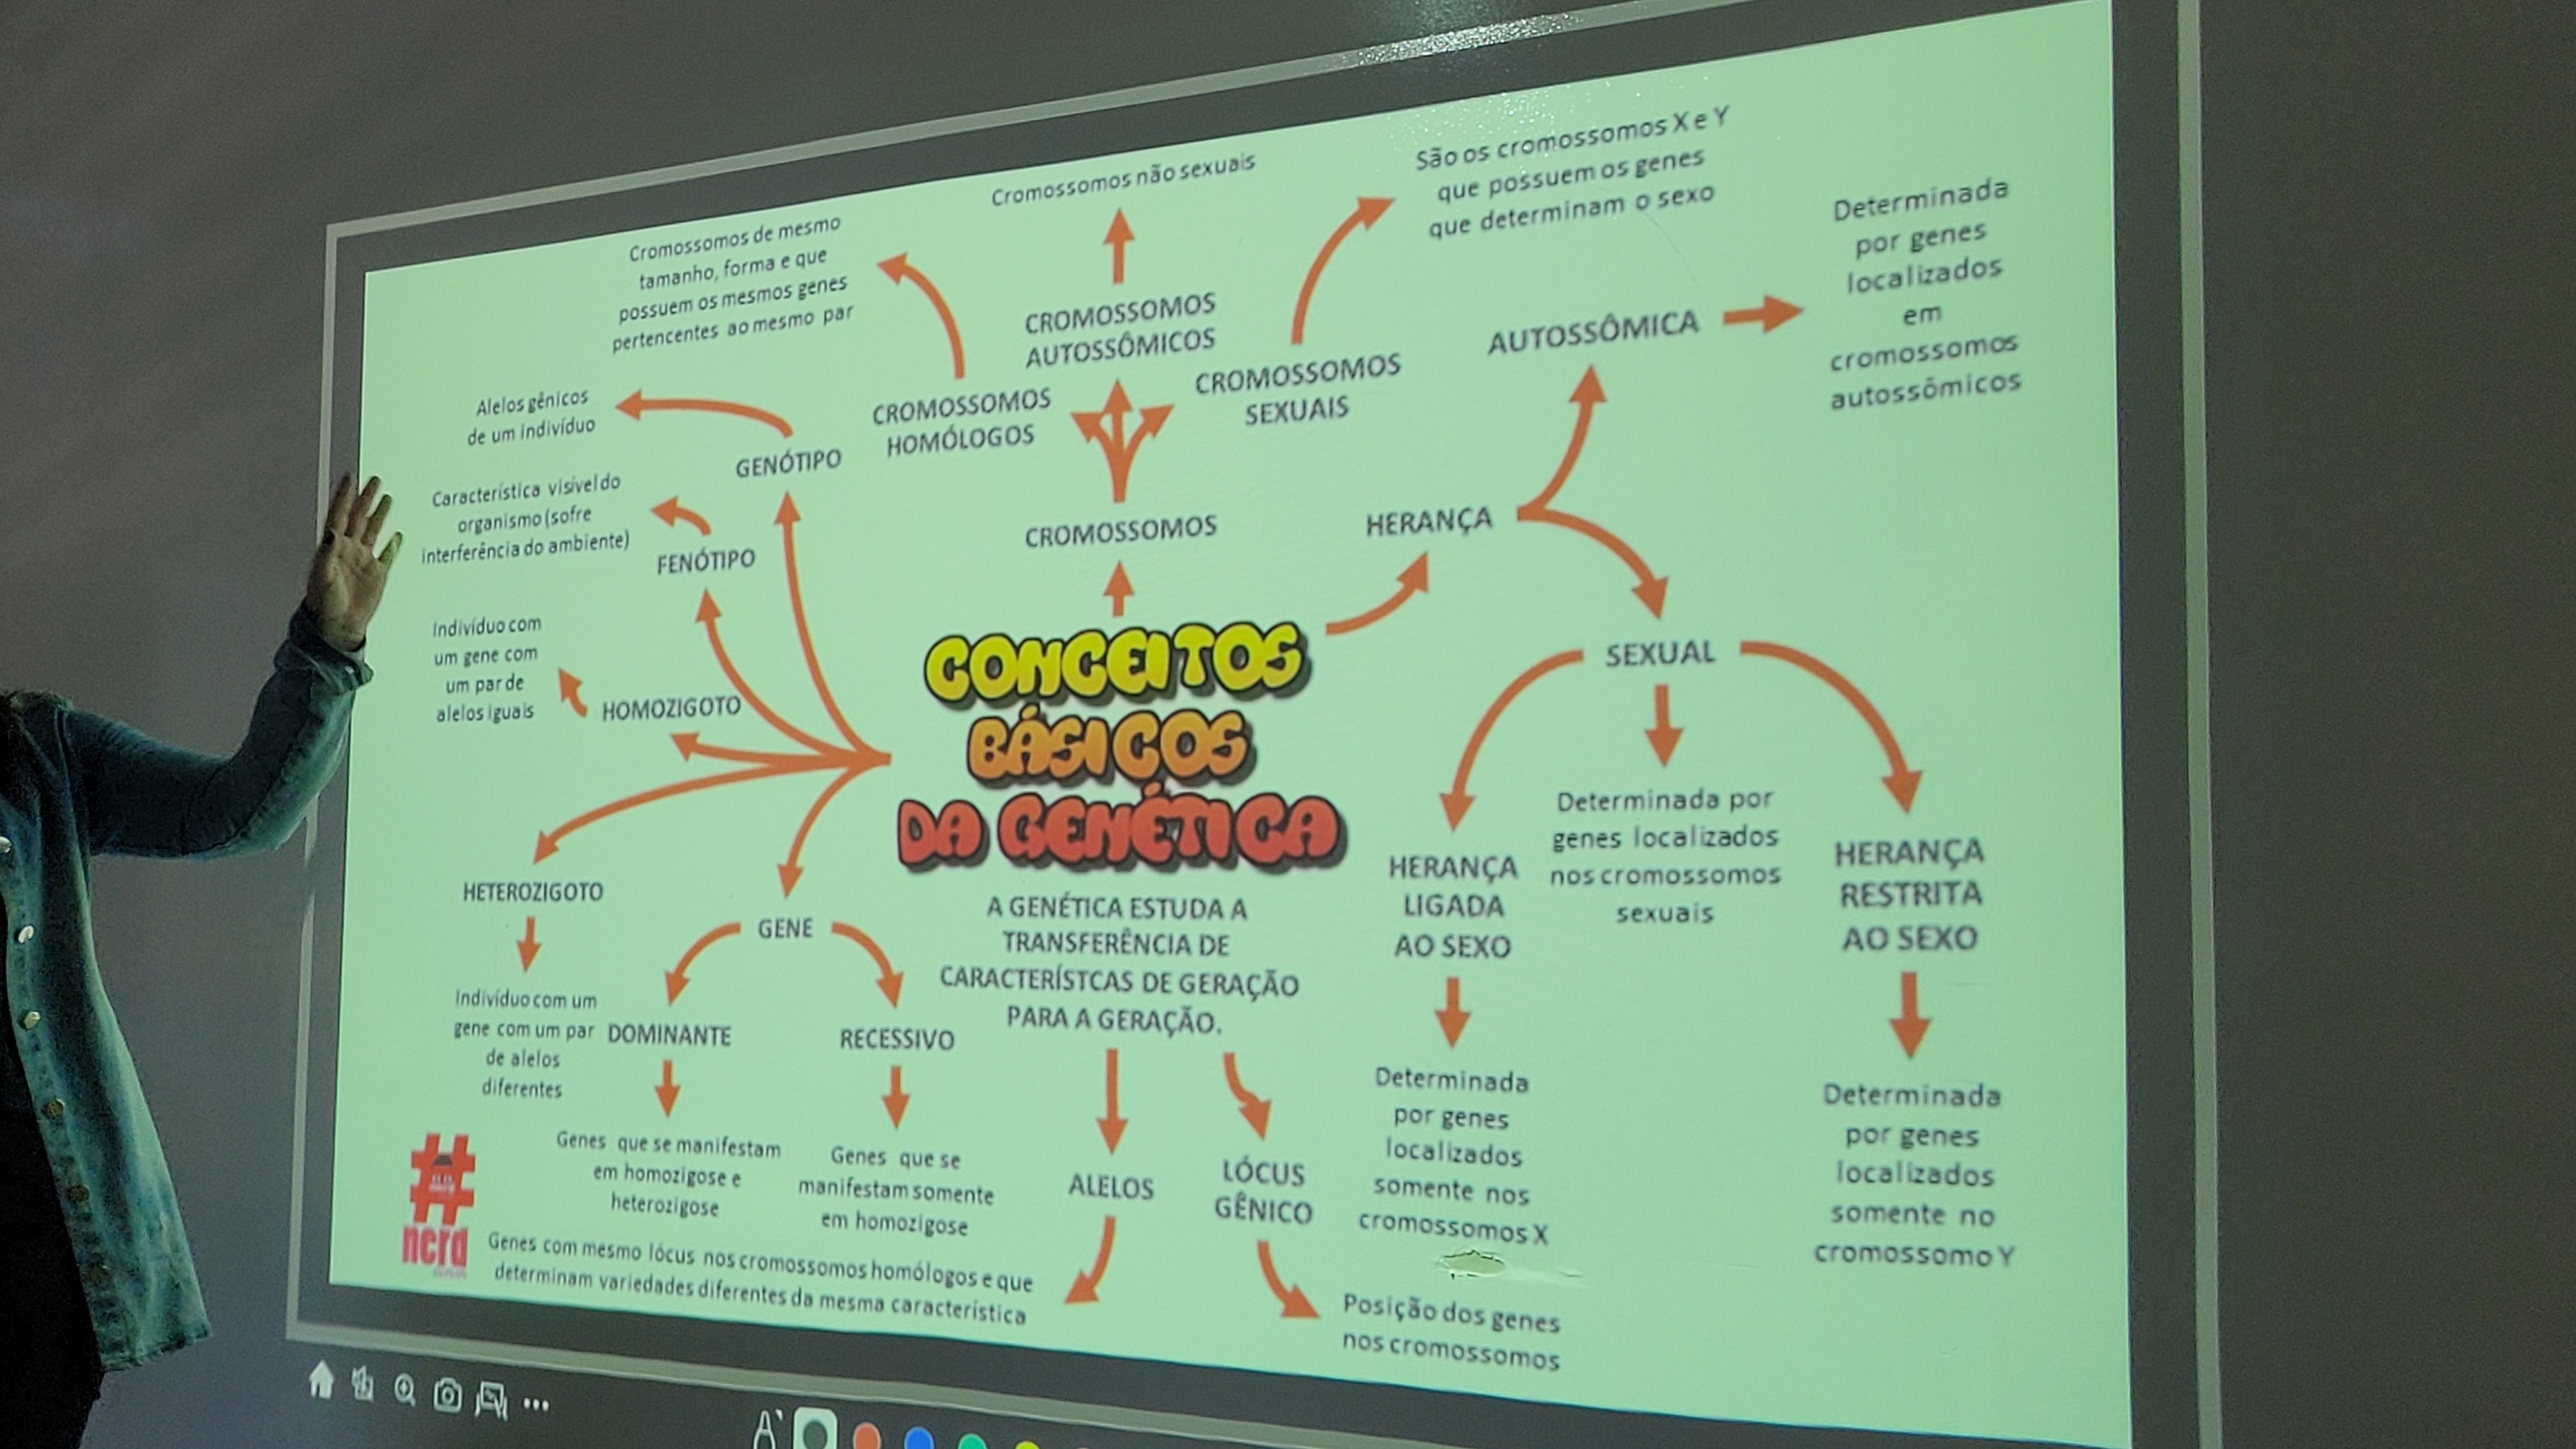 Cromossomos não sexuais
São os cromossomos X e Y
que possuem os genes
que determinam o sexo
Cromossomos de mesmo
tamanho, forma e que
possuem os mesmos genes
pertencentes ao mesmo par
Determinada
por genes
localizados
em
cromossomos
autossômicos
CROMOSSOMOS
AUTOSSÔMICOS
AUTOSSÔMICA
CROMOSSOMOS
SEXUAIS
CROMOSSOMOS
HOMÓLOGOS
Alelos gênicos
de um indivíduo
GENÓTIPO
Característica visível do
organismo (sofre
interferência do ambiente)
FENÓTIPO
CROMOSSOMOS
HERANÇA
Indivíduo com
um gene com
um par de
alelos iguais
HOMOZIGOTO
CONCEITOS
BÁSICOS
DA GENÉTICA
SEXUAL
Determinada por
genes localizados
nos cromossomos
sexuais
HERANÇA
LIGADA
AO SEXO
HERANÇA
RESTRITA
AO SEXO
HETEROZIGOTO
GENE
A GENÉTICA ESTUDA A
TRANSFERÊNCIA DE
CARACTERÍSTCAS DE GERAÇÃO
PARA A GERAÇÃO.
Indivíduo com um
gene com um par
de alelos
diferentes
DOMINANTE
RECESSIVO
Genes que se manifestam
em homozigose e
heterozigose
Genes que se
manifestam somente
em homozigose
ALELOS
LÓCUS
GÊNICO
Determinada
por genes
localizados
somente nos
cromossomos X
Determinada
por genes
localizados
somente no
cromossomo Y
#
nerd
Genes com mesmo lócus nos cromossomos homólogos e que
determinam variedades diferentes da mesma característica
Posição dos genes
nos cromossomos